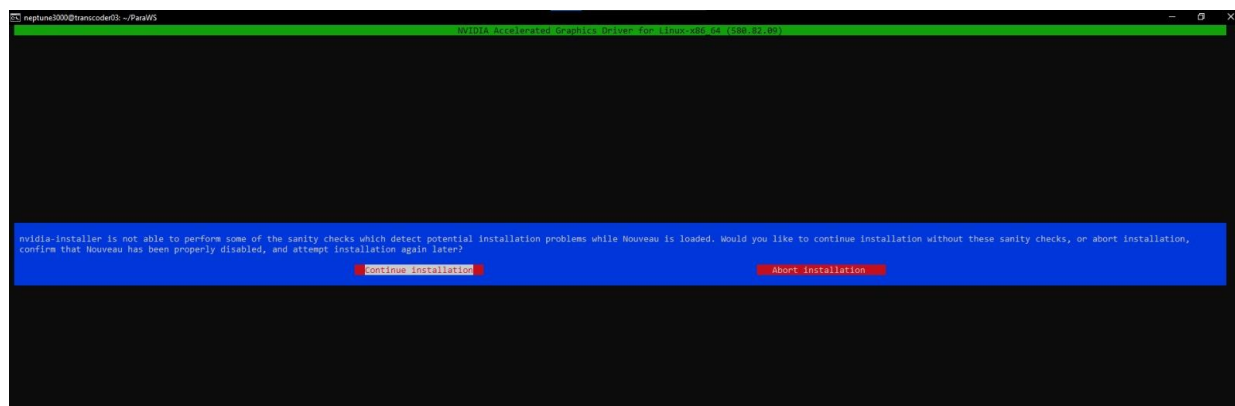 neptune3000@transcoder03: ~/ParaWS
NVIDIA Accelerated Graphics Driver for Linux-x86_64 (580.82.09)
nvidia-installer is not able to perform some of the sanity checks which detect potential installation problems while Nouveau is loaded. Would you like to continue installation without these sanity checks, or abort installation,
confirm that Nouveau has been properly disabled, and attempt installation again later?
Continue installation Abort installation